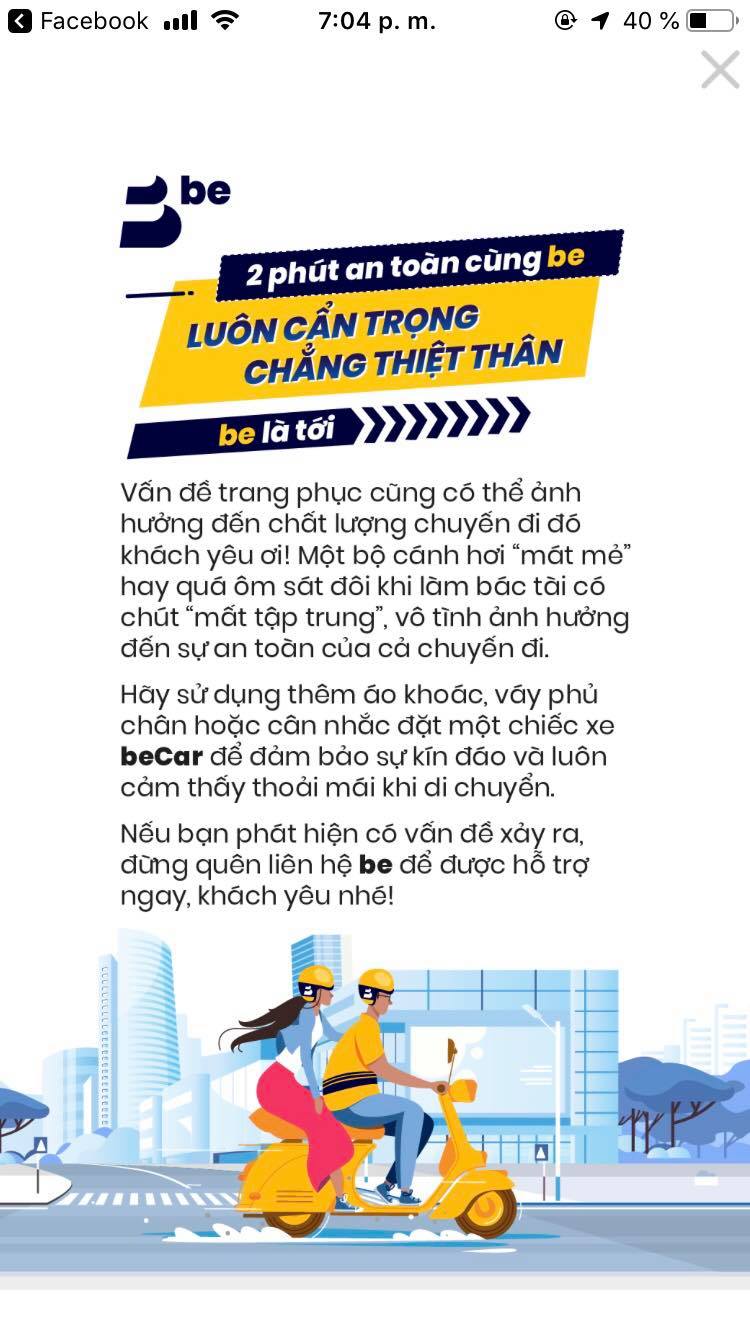 Facebook 7:04 p. m. 40 %
be
2 phút an toàn cùng be
LUÔN CẨN TRỌNG
CHẲNG THIỆT THÂN
be là tới
Vấn đề trang phục cũng có thể ảnh
hưởng đến chất lượng chuyến đi đó
khách yêu ơi! Một bộ cánh hơi “mát mẻ”
hay quá ôm sát đôi khi làm bác tài có
chút “mất tập trung”, vô tình ảnh hưởng
đến sự an toàn của cả chuyến đi.
Hãy sử dụng thêm áo khoác, váy phủ
chân hoặc cân nhắc đặt một chiếc xe
beCar để đảm bảo sự kín đáo và luôn
cảm thấy thoải mái khi di chuyển.
Nếu bạn phát hiện có vấn đề xảy ra,
đừng quên liên hệ be để được hỗ trợ
ngay, khách yêu nhé!